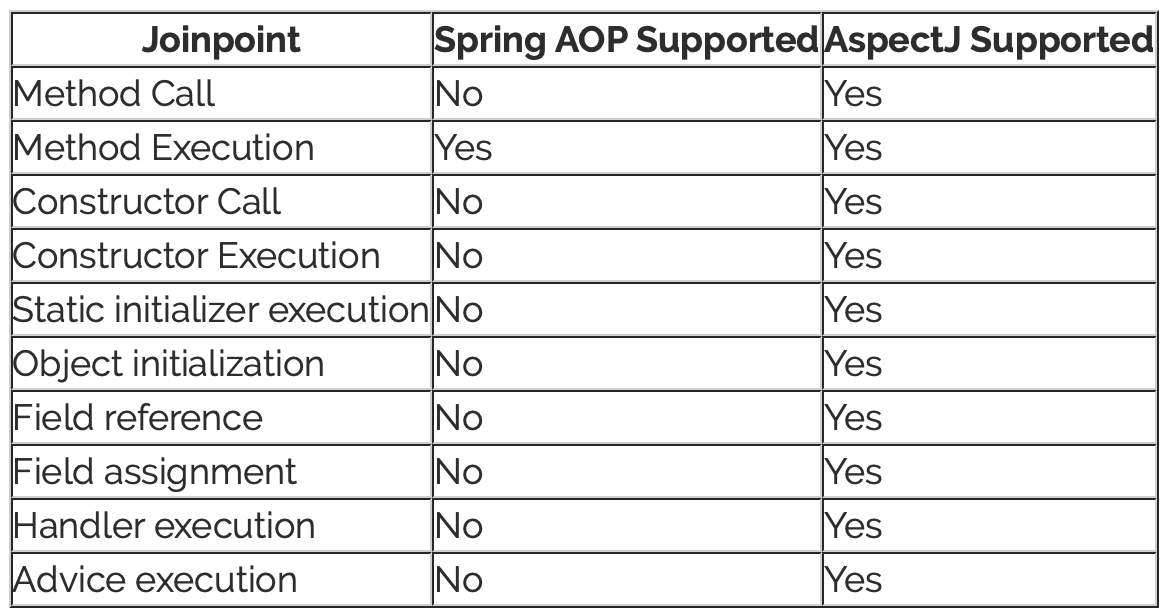 Joinpoint Spring AOP Supported AspectJ Supported
Method Call No Yes
Method Execution Yes Yes
Constructor Call No Yes
Constructor Execution No Yes
Static initializer execution No Yes
Object initialization No Yes
Field reference No Yes
Field assignment No Yes
Handler execution No Yes
Advice execution No Yes